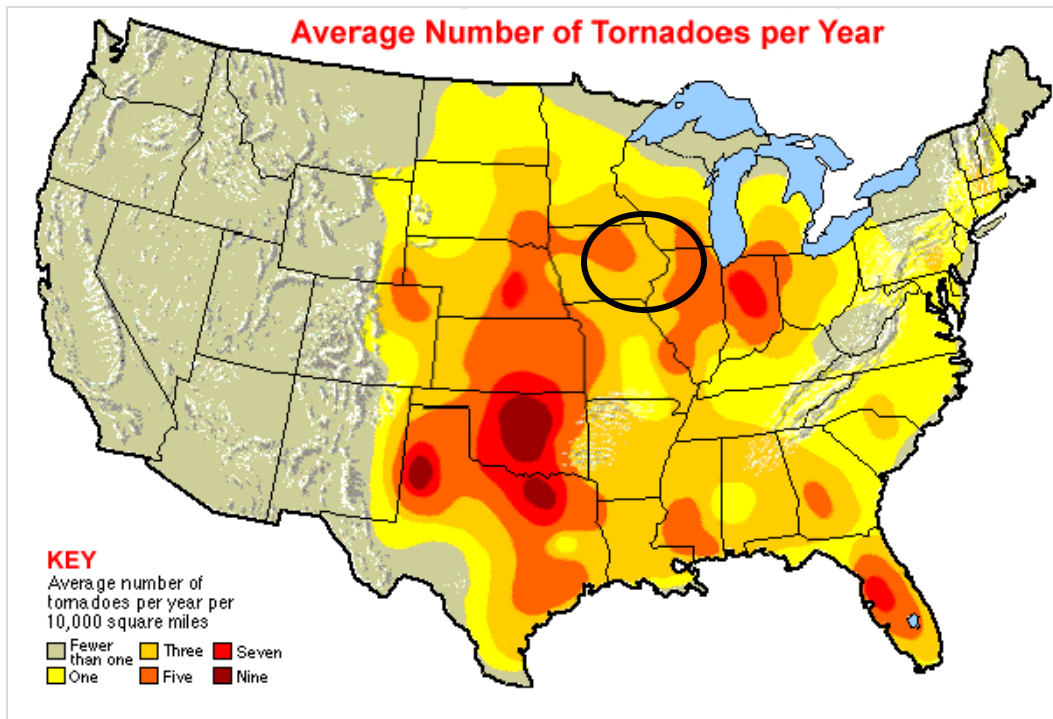 Average Number of Tornadoes per Year
KEY
Average number of
tornadoes per year per
10,000 square miles
Fewer
than one
Three
Seven
One
Five
Nine